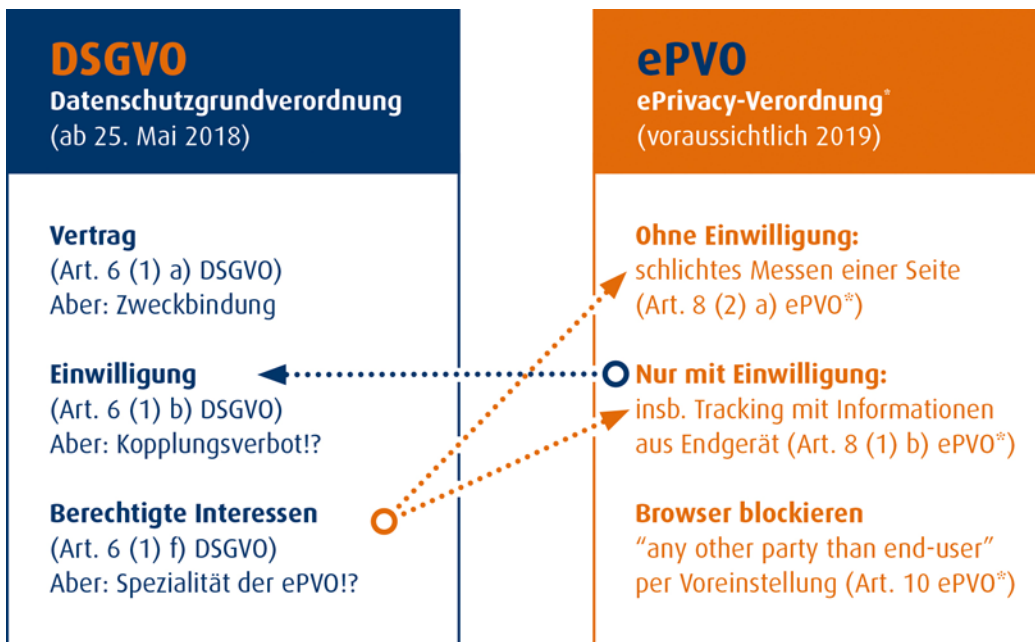 DSGVO
Datenschutzgrundverordnung
(ab 25. Mai 2018)
Vertrag
(Art. 6 (1) a) DSGVO)
Aber: Zweckbindung
Einwilligung
(Art. 6 (1) b) DSGVO)
Aber: Kopplungsverbot!?
Berechtigte Interessen
(Art. 6 (1) f) DSGVO)
Aber: Spezialität der ePVO!?
ePVO
ePrivacy-Verordnung*
(voraussichtlich 2019)
Ohne Einwilligung:
schlichtes Messen einer Seite
(Art. 8 (2) a) ePVO*)
Nur mit Einwilligung:
insb. Tracking mit Informationen
aus Endgerät (Art. 8 (1) b) ePVO*)
Browser blockieren
“any other party than end-user”
per Voreinstellung (Art. 10 ePVO*)